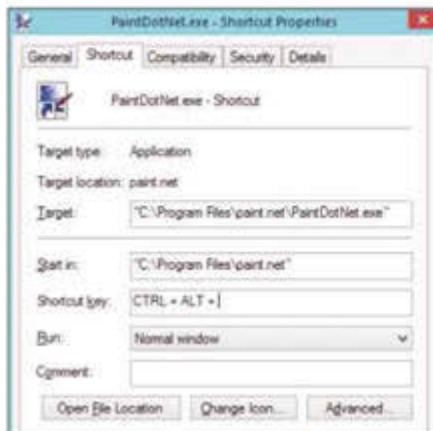 PaintDotNet.exe - Shortcut Properties
General Shortcut Compatibility Security Details
PaintDotNet.exe - Shortcut
Target type: Application
Target location: paint.net
Target: "C:\Program Files\paint.net\PaintDotNet.exe"
Start in: "C:\Program Files\paint.net"
Shortcut key: CTRL + ALT +
Run: Normal window
Comment:
Open File Location Change Icon... Advanced...